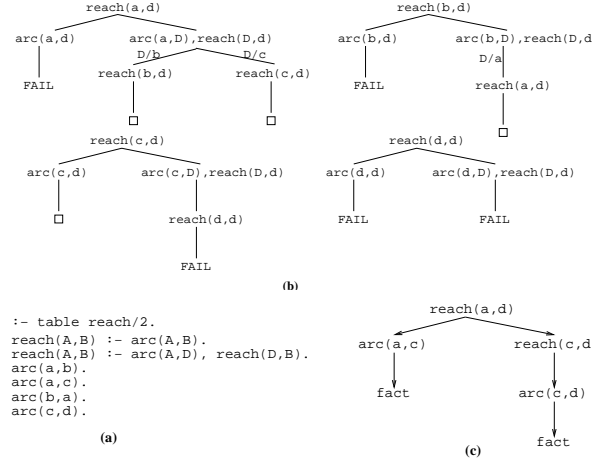 reach(a,d)
arc(a,d) arc(a,D),reach(D,d)
D/b D/c
FAIL reach(b,d) reach(c,d)
reach(b,d)
arc(b,d) arc(b,D),reach(D,d
D/a
FAIL reach(a,d)
reach(c,d)
arc(c,d) arc(c,D),reach(D,d)
reach(d,d)
FAIL
reach(d,d)
arc(d,d) arc(d,D),reach(D,d)
FAIL FAIL
(b)
:- table reach/2.
reach(A,B) :- arc(A,B).
reach(A,B) :- arc(A,D), reach(D,B).
arc(a,b).
arc(a,c).
arc(b,a).
arc(c,d).
(a)
reach(A,d)
arc(a,c) reach(c,d
fact arc(c,d)
fact
(c)